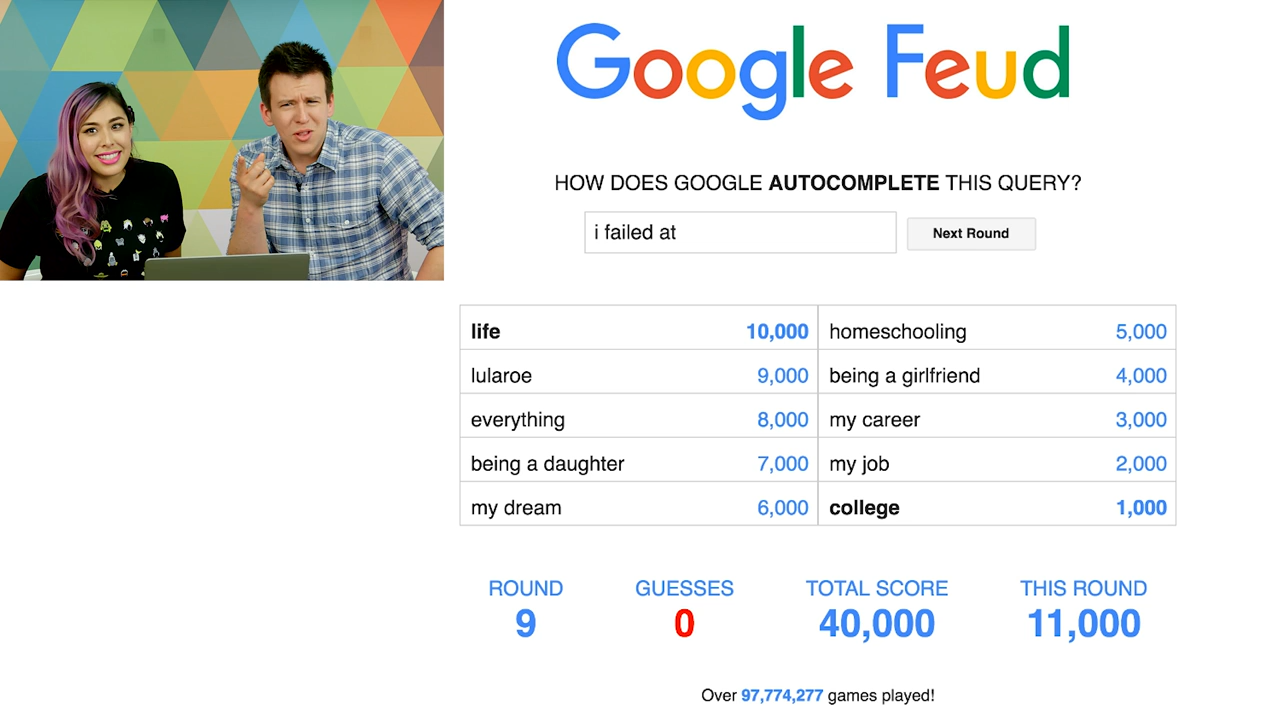 Google Feud
HOW DOES GOOGLE AUTOCOMPLETE THIS QUERY?
i failed at
Next Round
life 10,000 homeschooling 5,000
lularoe 9,000 being a girlfriend 4,000
everything 8,000 my career 3,000
being a daughter 7,000 my job 2,000
my dream 6,000 college 1,000
ROUND GUESSES TOTAL SCORE THIS ROUND
9 0 40,000 11,000
Over 97,774,277 games played!